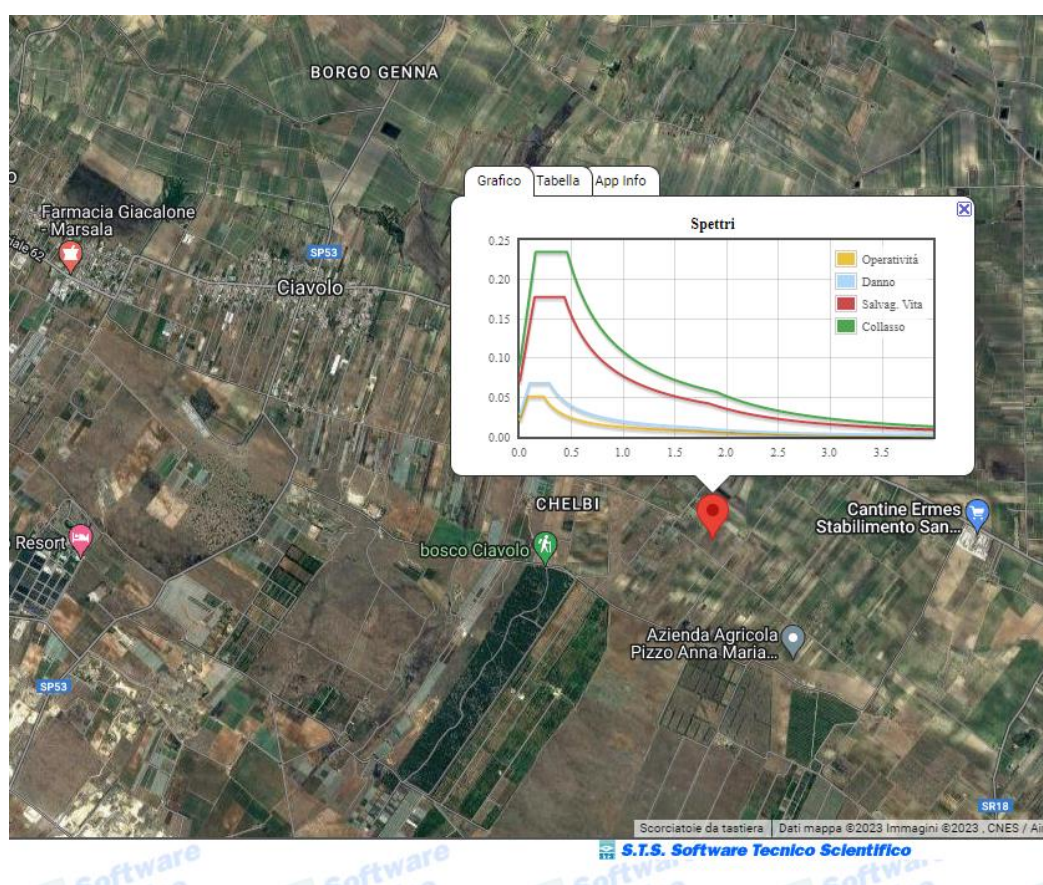 BORGO GENNA
Grafico Tabella App Info
Farmacia Giacalone
- Marsala
SP53
Ciavolo
Spettri
0.25
0.20
0.15
0.10
0.05
0.00
0.0 0.5 1.0 1.5 2.0 2.5 3.0 3.5
Operatività
Danno
Salvag. Vita
Collasso
CHELBI
Cantine Ermes
Stabilimento San...
Resort
bosco Ciavolo
Azienda Agricola
Pizzo Anna Maria...
SP53
SR18
Scorciatoie da tastiera Dati mappa ©2023 Immagini ©2023 , CNES / Ai
S.T.S. Software Tecnico Scientifico
Software Software